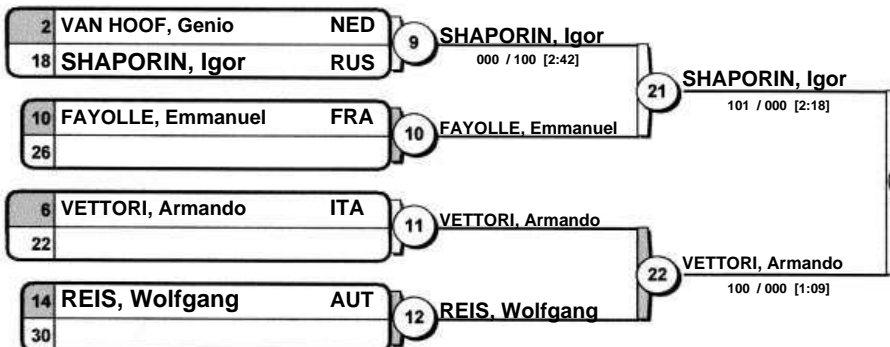 2 VAN HOOF, Genio NED
18 SHAPORIN, Igor RUS
9
SHAPORIN, Igor
000 / 100 [2:42]
21
SHAPORIN, Igor
101 / 000 [2:18]
10 FAYOLLE, Emmanuel FRA
26
10
FAYOLLE, Emmanuel
6 VETTORI, Armando ITA
22
11
VETTORI, Armando
22
VETTORI, Armando
100 / 000 [1:09]
14 REIS, Wolfgang AUT
30
12
REIS, Wolfgang